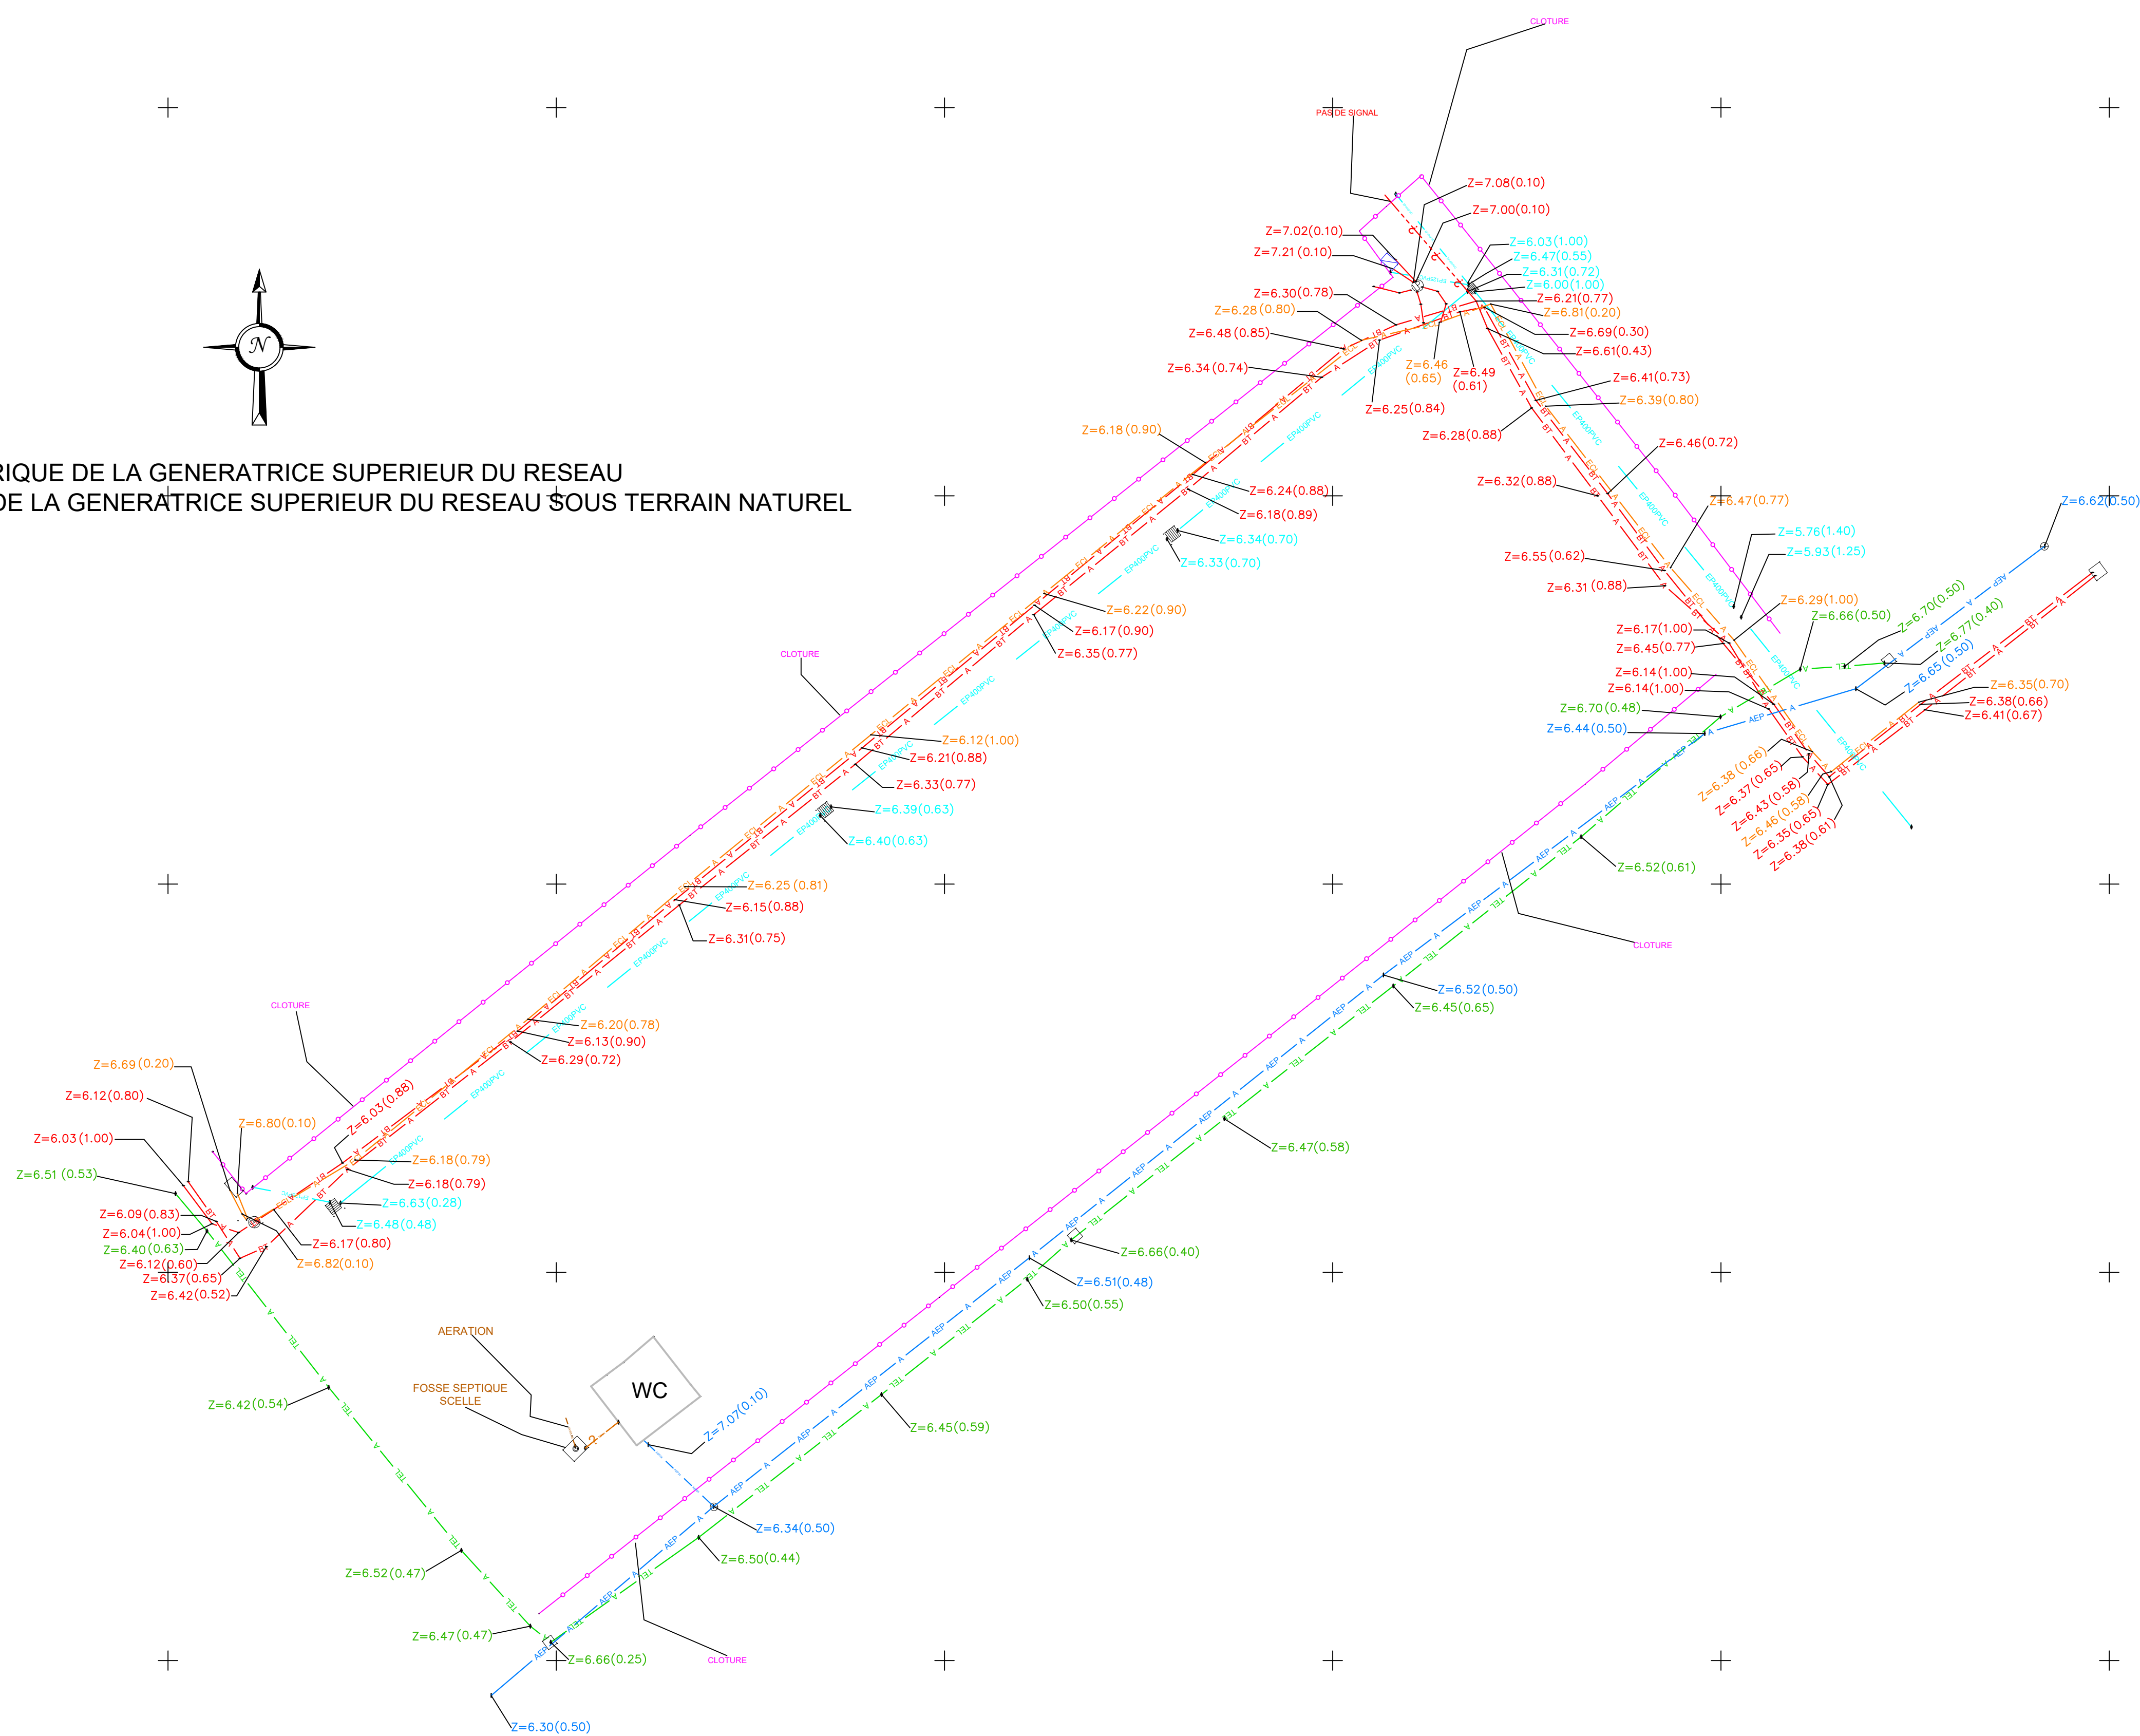 CLOTURE
PAS DE SIGNAL
Z=7.08(0.10)
Z=7.00(0.10)
Z=7.02(0.10)
Z=7.21(0.10)
Z=6.03(1.00)
Z=6.47(0.55)
Z=6.31(0.72)
Z=6.00(1.00)
Z=6.30(0.78)
Z=6.21(0.77)
Z=6.28(0.80)
Z=6.81(0.20)
Z=6.48(0.85)
Z=6.69(0.30)
Z=6.61(0.43)
Z=6.34(0.74)
Z=6.46
(0.65)
Z=6.49
(0.61)
Z=6.25(0.84)
Z=6.41(0.73)
Z=6.39(0.80)
Z=6.28(0.88)
Z=6.18(0.90)
Z=6.46(0.72)
N
RIQUE DE LA GENERATRICE SUPERIEUR DU RESEAU
DE LA GENERATRICE SUPERIEUR DU RESEAU SOUS TERRAIN NATUREL
Z=6.32(0.88)
Z=6.24(0.88)
Z=6.18(0.89)
Z=6.47(0.77)
Z=6.62(0.50)
Z=6.34(0.70)
Z=6.33(0.70)
Z=5.76(1.40)
Z=5.93(1.25)
Z=6.55(0.62)
Z=6.31(0.88)
Z=6.29(1.00)
Z=6.66(0.50)
Z=6.70(0.50)
Z=6.77(0.40)
Z=6.65(0.50)
Z=6.22(0.90)
Z=6.17(0.90)
Z=6.35(0.77)
Z=6.17(1.00)
Z=6.45(0.77)
Z=6.14(1.00)
Z=6.14(1.00)
Z=6.70(0.48)
Z=6.44(0.50)
Z=6.35(0.70)
Z=6.38(0.66)
Z=6.41(0.67)
CLOTURE
Z=6.12(1.00)
Z=6.21(0.88)
Z=6.33(0.77)
Z=6.38(0.66)
Z=6.37(0.65)
Z=6.43(0.58)
Z=6.46(0.58)
Z=6.35(0.65)
Z=6.38(0.61)
Z=6.39(0.63)
Z=6.40(0.63)
Z=6.52(0.61)
Z=6.25(0.81)
Z=6.15(0.88)
Z=6.31(0.75)
CLOTURE
Z=6.52(0.50)
Z=6.45(0.65)
CLOTURE
Z=6.20(0.78)
Z=6.13(0.90)
Z=6.29(0.72)
Z=6.69(0.20)
Z=6.12(0.80)
Z=6.03(0.88)
Z=6.80(0.10)
Z=6.03(1.00)
Z=6.47(0.58)
Z=6.51(0.53)
Z=6.18(0.79)
Z=6.18(0.79)
Z=6.63(0.28)
Z=6.48(0.48)
Z=6.09(0.83)
Z=6.04(1.00)
Z=6.40(0.63)
Z=6.12(0.60)
Z=6.37(0.65)
Z=6.42(0.52)
Z=6.17(0.80)
Z=6.82(0.10)
Z=6.66(0.40)
Z=6.51(0.48)
Z=6.50(0.55)
AERATION
FOSSE SEPTIQUE
SCELLE
WC
Z=7.07(0.10)
Z=6.42(0.54)
Z=6.45(0.59)
Z=6.34(0.50)
Z=6.50(0.44)
Z=6.52(0.47)
Z=6.47(0.47)
Z=6.66(0.25)
CLOTURE
Z=6.30(0.50)
EP400PVC
ECL
BT
A
AEP
TEL